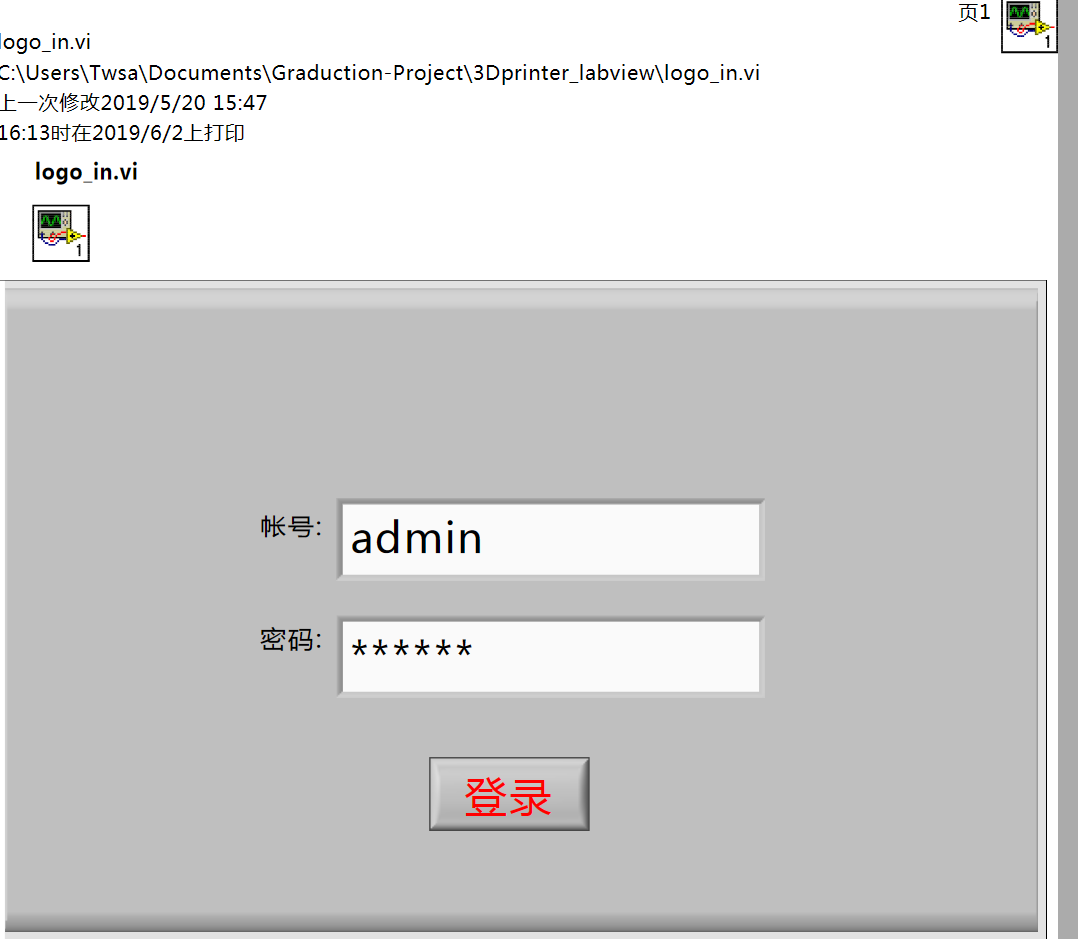 页1
1
logo_in.vi
C:\Users\Twsa\Documents\Graduction-Project\3Dprinter_labview\logo_in.vi
上一次修改2019/5/20 15:47
16:13时在2019/6/2上打印
logo_in.vi
1
帐号: admin
密码: ******
登录